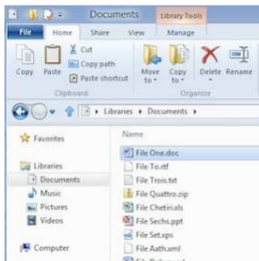 Documents
Library Tools
File Home Share View Manage
Copy Paste Cut
Copy path
Paste shortcut
Move to Copy to Delete Rename
Clipboard Organize
Libraries Documents
Favorites
Libraries
Documents
Music
Pictures
Videos
Computer
Name
File One.doc
File To.rtf
File Trois.txt
File Quattro.zip
File Chetiri.xls
File Sechs.ppt
File Set.xps
File Aath.xml